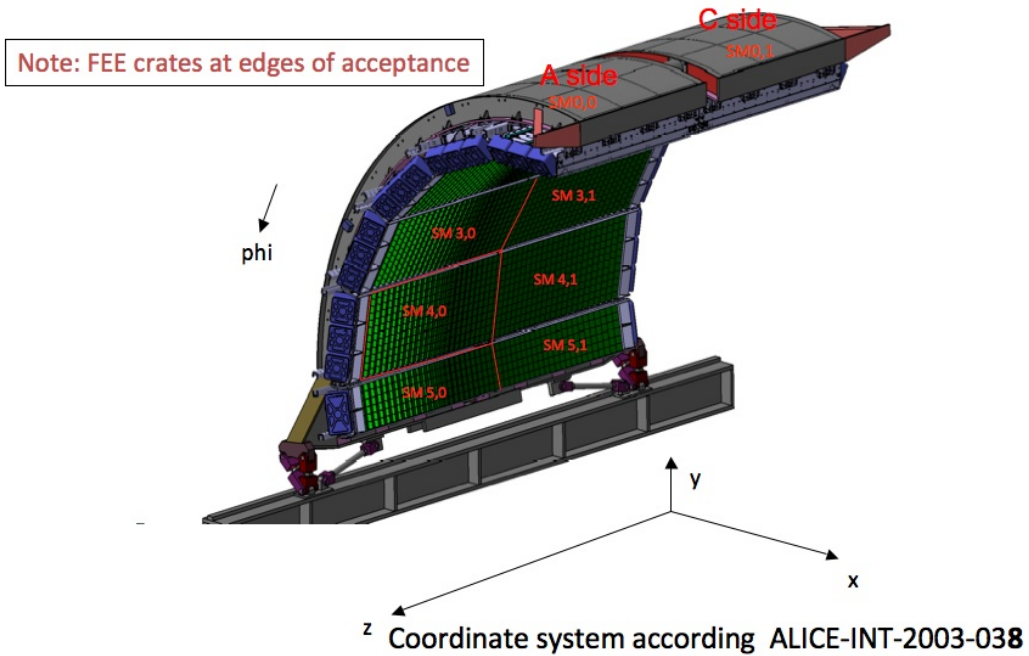 C side
SM0,1
Note: FEE crates at edges of acceptance
A side
SM0,0
SM 3,1
phi
SM 3,0
SM 4,1
SM 4,0
SM 5,1
SM 5,0
y
x
z
Coordinate system according ALICE-INT-2003-038